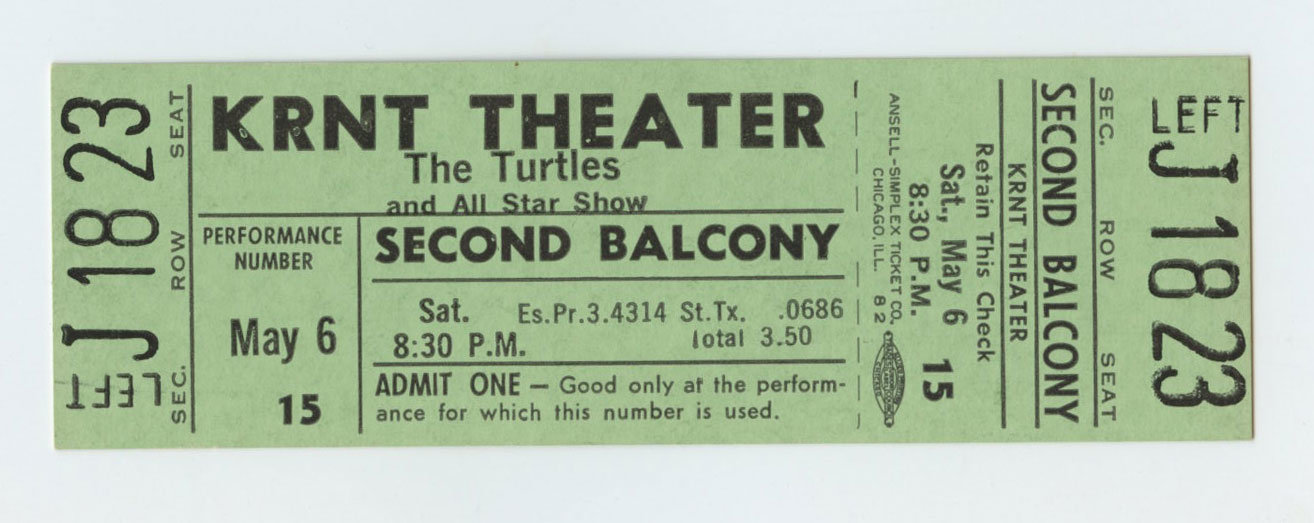 LEFT J 18 23
SEC. ROW SEAT
KRNT THEATER
The Turtles
and All Star Show
PERFORMANCE
NUMBER
May 6
15
SECOND BALCONY
Sat. Es.Pr.3.4314 St.Tx. .0686
8:30 P.M. Total 3.50
ADMIT ONE — Good only at the perform-
ance for which this number is used.
ANSELL-SIMPLEX TICKET CO.
CHICAGO, ILL. 82
15
Sat., May 6
8:30 P.M.
Retain This Check
KRNT THEATER
SECOND BALCONY
SEC. ROW SEAT
LEFT J 18 23